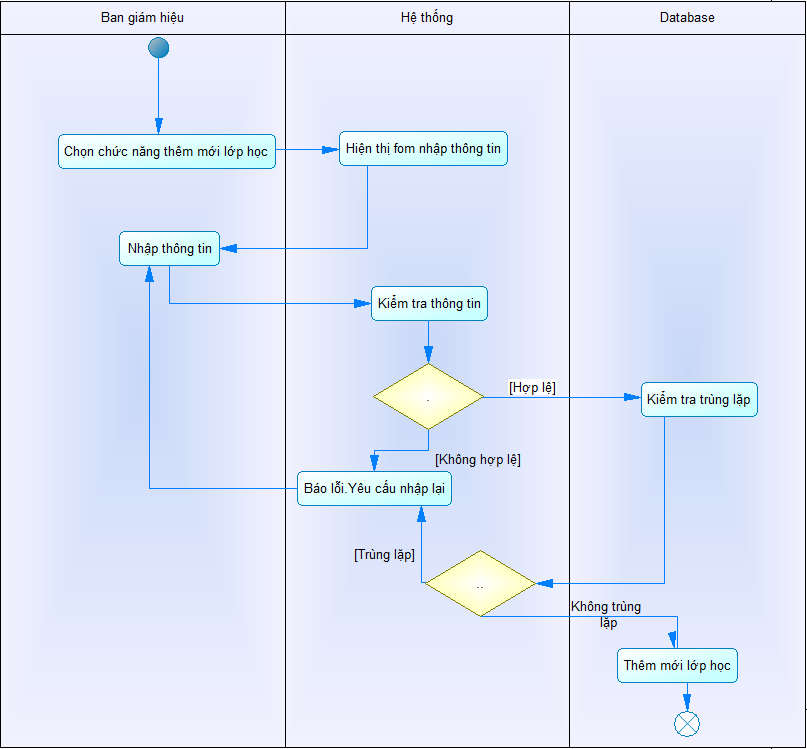 Ban giám hiệu
Hệ thống
Database
Chọn chức năng thêm mới lớp học
Hiện thị fom nhập thông tin
Nhập thông tin
Kiểm tra thông tin
.
[Hợp lệ]
Kiểm tra trùng lặp
[Không hợp lệ]
Báo lỗi.Yêu cấu nhập lại
[Trùng lặp]
..
Không trùng
lặp
Thêm mới lớp học